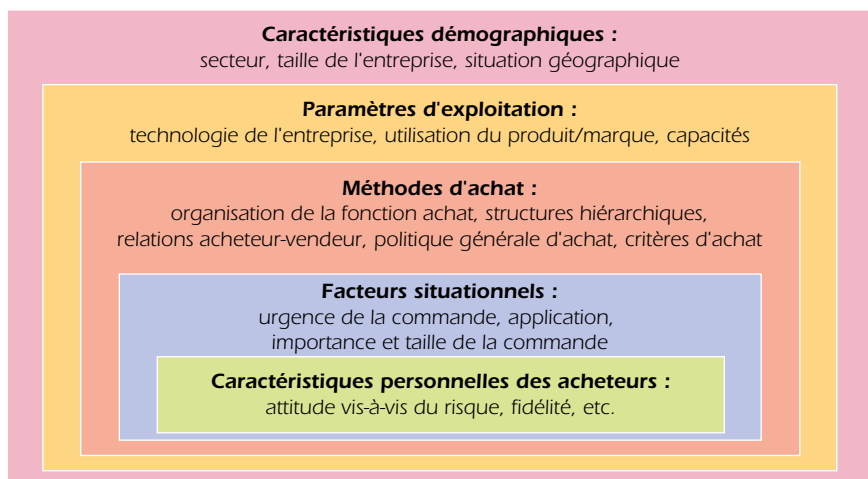 Caractéristiques démographiques :
secteur, taille de l'entreprise, situation géographique
Paramètres d'exploitation :
technologie de l'entreprise, utilisation du produit/marque, capacités
Méthodes d'achat :
organisation de la fonction achat, structures hiérarchiques,
relations acheteur-vendeur, politique générale d'achat, critères d'achat
Facteurs situationnels :
urgence de la commande, application,
importance et taille de la commande
Caractéristiques personnelles des acheteurs :
attitude vis-à-vis du risque, fidélité, etc.